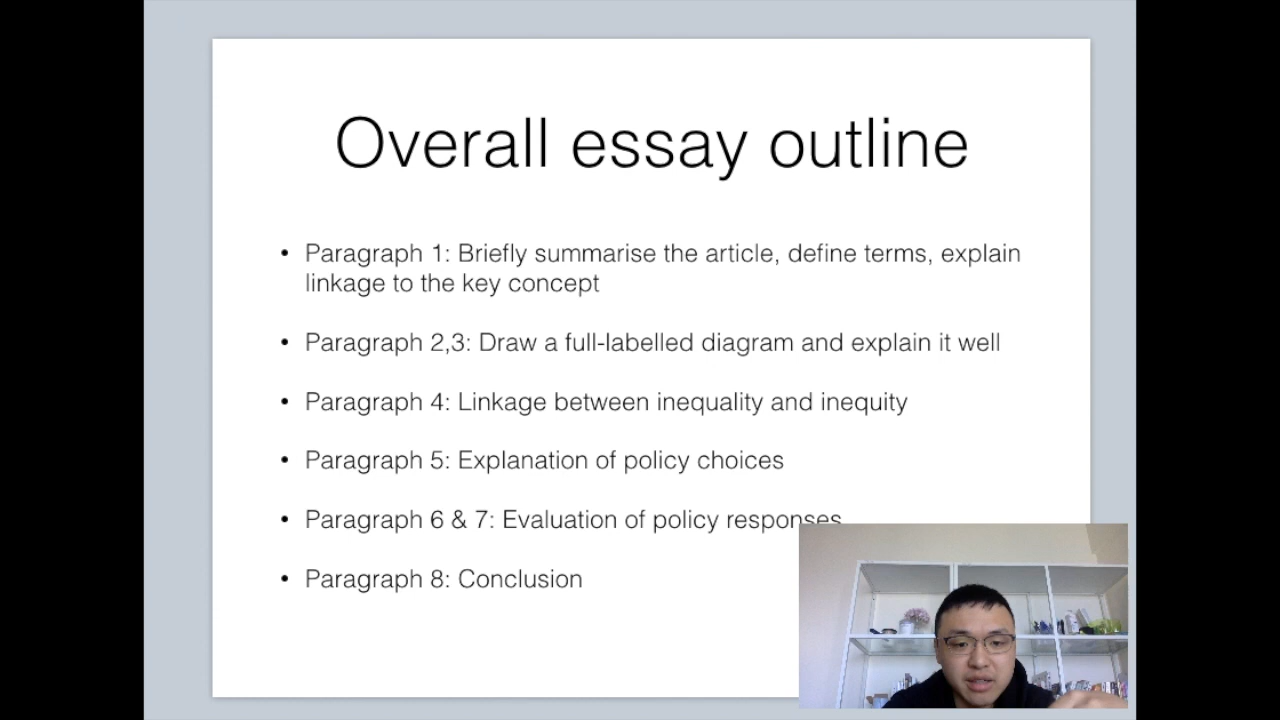 Overall essay outline
• Paragraph 1: Briefly summarise the article, define terms, explain
linkage to the key concept
• Paragraph 2,3: Draw a full-labelled diagram and explain it well
• Paragraph 4: Linkage between inequality and inequity
• Paragraph 5: Explanation of policy choices
• Paragraph 6 & 7: Evaluation of policy responses
• Paragraph 8: Conclusion